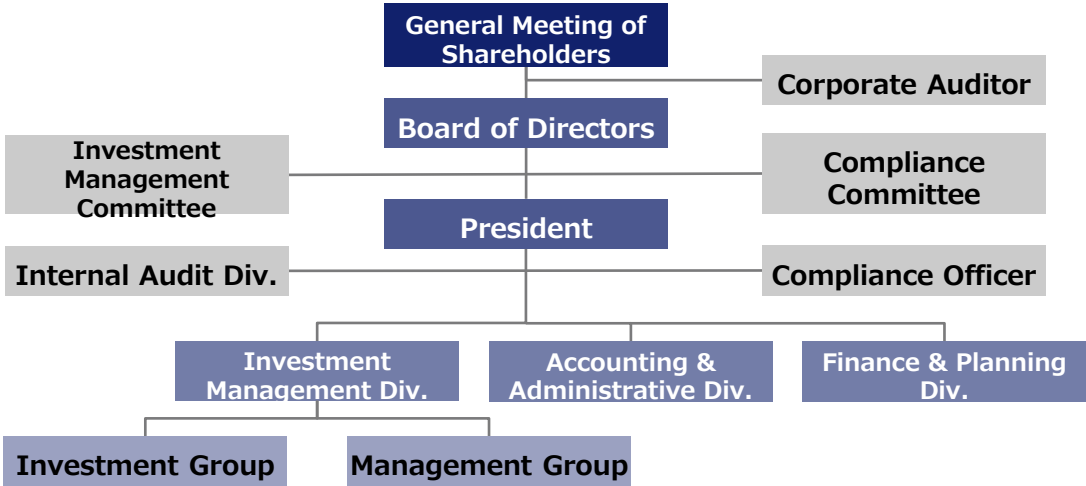 General Meeting of
Shareholders
Corporate Auditor
Board of Directors
Investment
Management
Committee
Compliance
Committee
President
Internal Audit Div.
Compliance Officer
Investment
Management Div.
Accounting &
Administrative Div.
Finance & Planning
Div.
Investment Group
Management Group